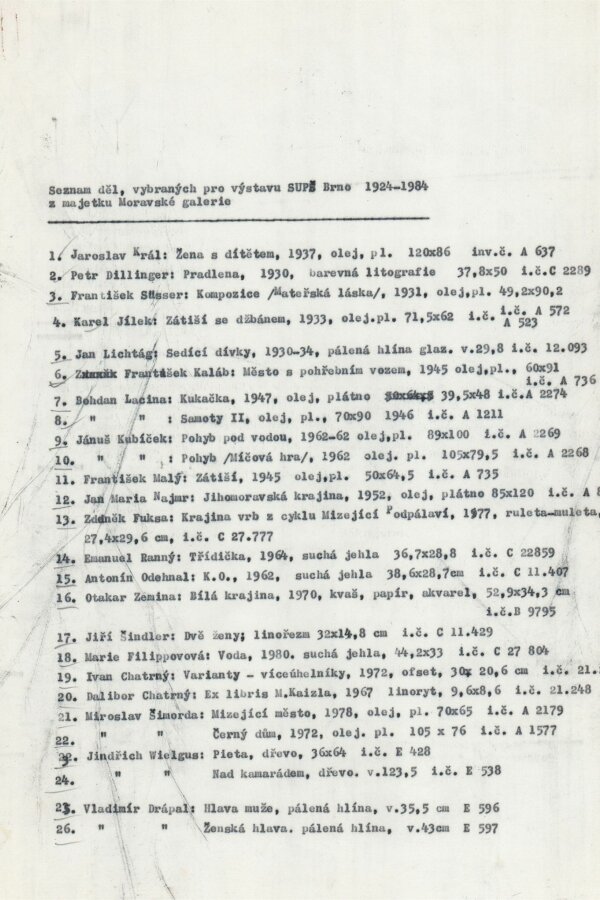 Seznam děl, vybraných pro výstavu SUPŠ Brno 1924-1984
z majetku Moravské galerie
1. Jaroslav Král: Žena s dítětem, 1937, olej, pl. 120x86 inv.č. A 637
2. Petr Dillinger: Pradlena, 1930, barevná litografie 37,8x50 i.č.C 2289
3. František Süsser: Kompozice /Mateřská láska/, 1931, olej,pl. 49,2x90,2
i.č. A 572
4. Karel Jílek: Zátiší se džbánem, 1933, olej.pl. 71,5x62 i.č. A 523
5. Jan Lichtág: Sedící dívky, 1930-34, pálená hlína glaz. v.29,8 i.č. 12.093
6. František Kaláb: Město s pohřebním vozem, 1945 olej,pl., 60x91
i.č. A 736
7. Bohdan Lacina: Kukačka, 1947, olej, plátno 39,5x48 i.č.A 2274
8. " " : Samoty II, olej, pl., 70x90 1946 i.č. A 1211
9. Jánuš Kubíček: Pohyb pod vodou, 1962-62 olej,pl. 89x100 i.č. A 2269
10. " " : Pohyb /Míčová hra/, 1962 olej. pl. 105x79,5 i.č. A 2268
11. František Malý: Zátiší, 1945 olej,pl. 50x64,5 i.č. A 735
12. Jan Maria Najmr: Jihomoravská krajina, 1952, olej, plátno 85x120 i.č. A
13. Zdeněk Fuksa: Krajina vrb z cyklu Mizející Podpálaví, 1977, ruleta-muleta,
27,4x29,6 cm, i.č. C 27.777
14. Emanuel Ranný: Třídička, 1964, suchá jehla 36,7x28,8 i.č. C 22859
15. Antonín Odehnal: K.O., 1962, suchá jehla 38,6x28,7cm i.č. C 11.407
16. Otakar Zemina: Bílá krajina, 1970, kvaš, papír, akvarel, 52,9x34,3 cm
i.č.B 9795
17. Jiří Šindler: Dvě ženy; linořezm 32x14,8 cm i.č. C 11.429
18. Marie Filippovová: Voda, 1980. suchá jehla, 44,2x33 i.č. C 27 804
19. Ivan Chatrný: Varianty - víceúhelníky, 1972, ofset, 30x 20,6 cm i.č. 21.
20. Dalibor Chatrný: Ex libris M.Kaizla, 1967 linoryt, 9,6x8,6 i.č. 21.248
21. Miroslav Šimorda: Mizející město, 1978, olej, pl. 70x65 i.č. A 2179
22. " " Černý dům, 1972, olej, pl. 105 x 76 i.č. A 1577
23. Jindřich Wielgus: Pieta, dřevo, 36x64 i.č. E 428
24. " " Nad kamarádem, dřevo. v.123,5 i.č. E 538
25. Vladimír Drápal: Hlava muže, pálená hlína, v.35,5 cm E 596
26. " " Ženská hlava. pálená hlína, v.43cm E 597